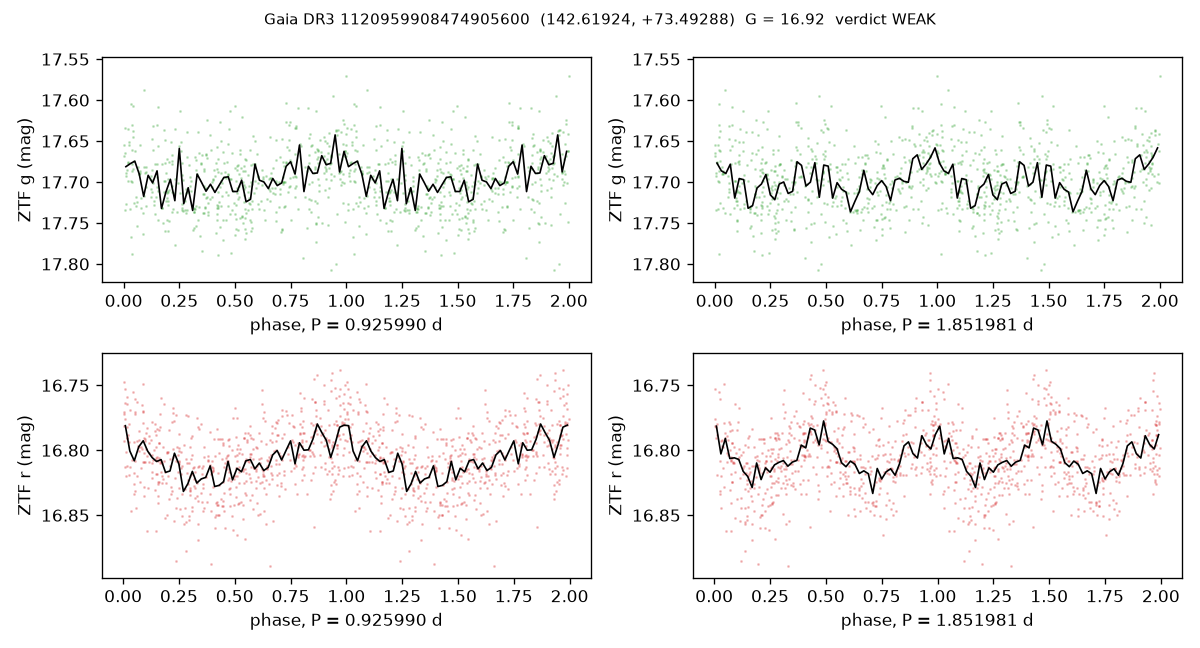 Gaia DR3 1120959908474905600 (142.61924, +73.49288) G = 16.92 verdict WEAK
ZTF g (mag)
17.55
17.60
17.65
17.70
17.75
17.80
0.00 0.25 0.50 0.75 1.00 1.25 1.50 1.75 2.00
phase, P = 0.925990 d
ZTF g (mag)
17.55
17.60
17.65
17.70
17.75
17.80
0.00 0.25 0.50 0.75 1.00 1.25 1.50 1.75 2.00
phase, P = 1.851981 d
ZTF r (mag)
16.75
16.80
16.85
0.00 0.25 0.50 0.75 1.00 1.25 1.50 1.75 2.00
phase, P = 0.925990 d
ZTF r (mag)
16.75
16.80
16.85
0.00 0.25 0.50 0.75 1.00 1.25 1.50 1.75 2.00
phase, P = 1.851981 d